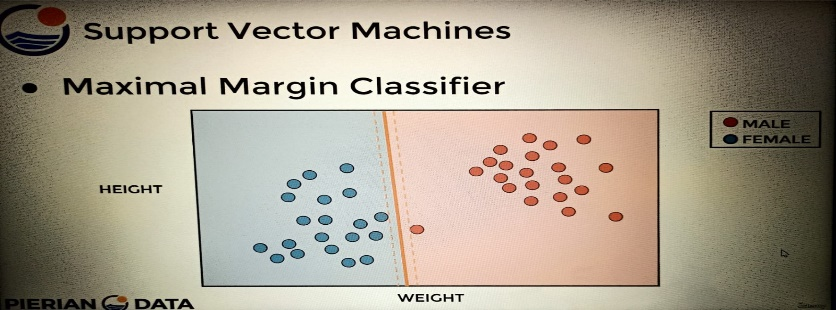 Support Vector Machines
• Maximal Margin Classifier
MALE
FEMALE
HEIGHT
WEIGHT
PIERIAN DATA